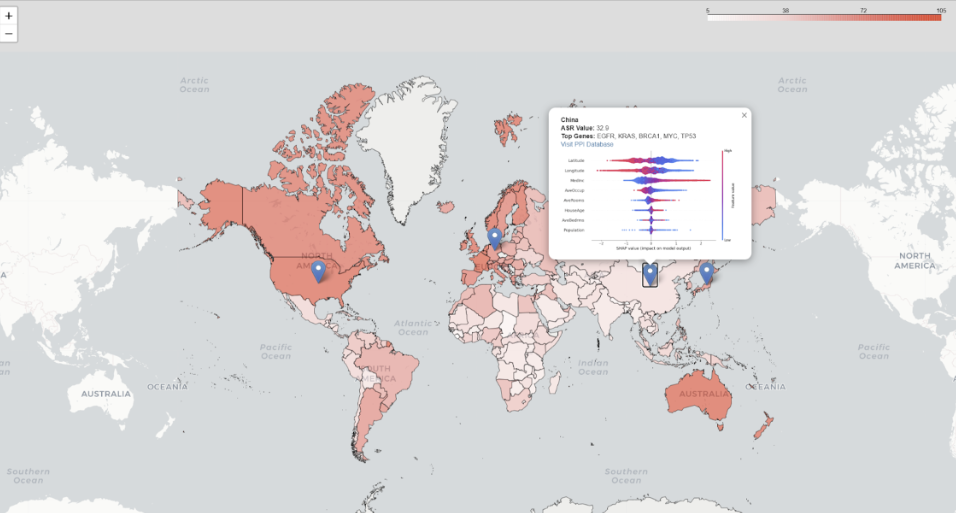 +
−
5
38
72
105
Arctic
Ocean
Arctic
Ocean
China
ASR Value: 32.9
Top Genes: EGFR, KRAS, BRCA1, MYC, TP53
Visit PPI Database
×
Latitude
Longitude
MedInc
AveOccup
AveRooms
HouseAge
AveBedrms
Population
High
Feature value
Low
SHAP value (impact on model output)
NORTH
AMERICA
NORTH
AMERICA
Atlantic
Ocean
Pacific
Ocean
Indian
Ocean
Pacific
Ocean
SOUTH
AMERICA
AUSTRALIA
OCEANIA
AUSTRALIA
OCEANIA
Southern
Ocean
Southern
Ocean